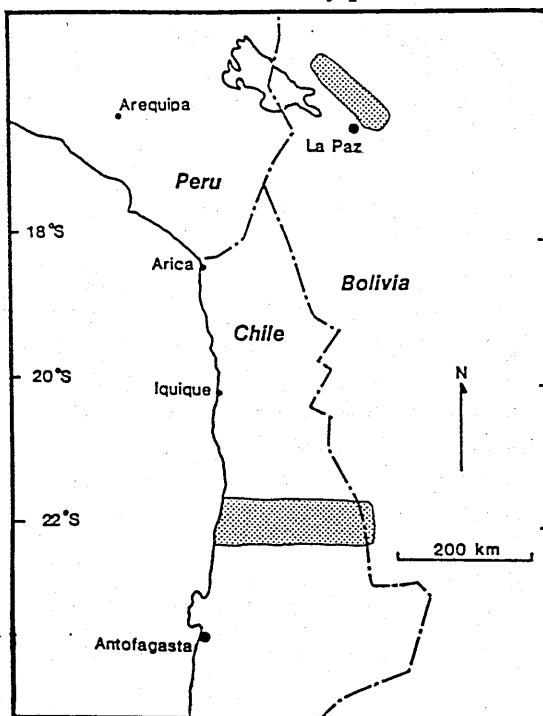 Arequipa
La Paz
Peru
18°S
Arica
Bolivia
Chile
N
20°S
Iquique
22°S
200 km
Antofagasta